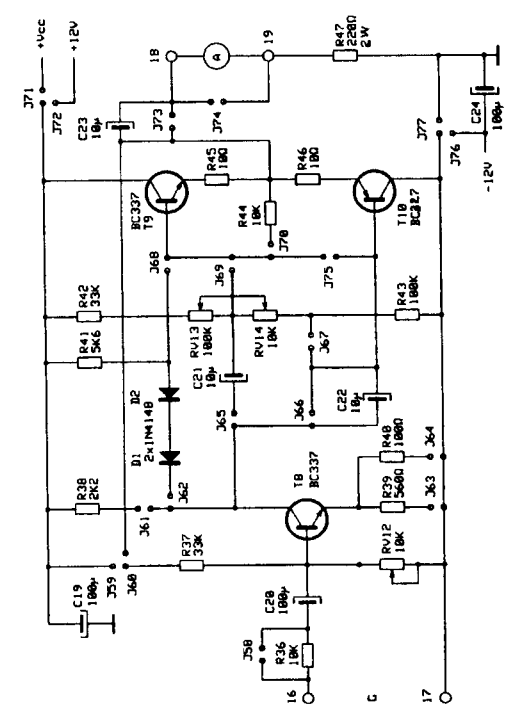 J71
+Vcc
J72
+12V
C19
100µ
J59
J60
R38
2K2
R41
5K6
R42
33K
C23
10µ
J61
J62
D1
D2
2x1N4148
J68
BC337
T9
J73
J74
18
A
19
R37
33K
R45
10Ω
R46
10Ω
R44
10K
J70
RV13
100K
RV14
10K
J69
J65
C21
10µ
J58
R36
10K
C20
100µ
T8
BC337
J66
J67
J75
T10
BC327
C22
10µ
R43
100K
R47
220Ω
2W
16
G
17
RV12
10K
R39
560Ω
R40
100Ω
J63
J64
J77
J76
-12V
C24
100µ